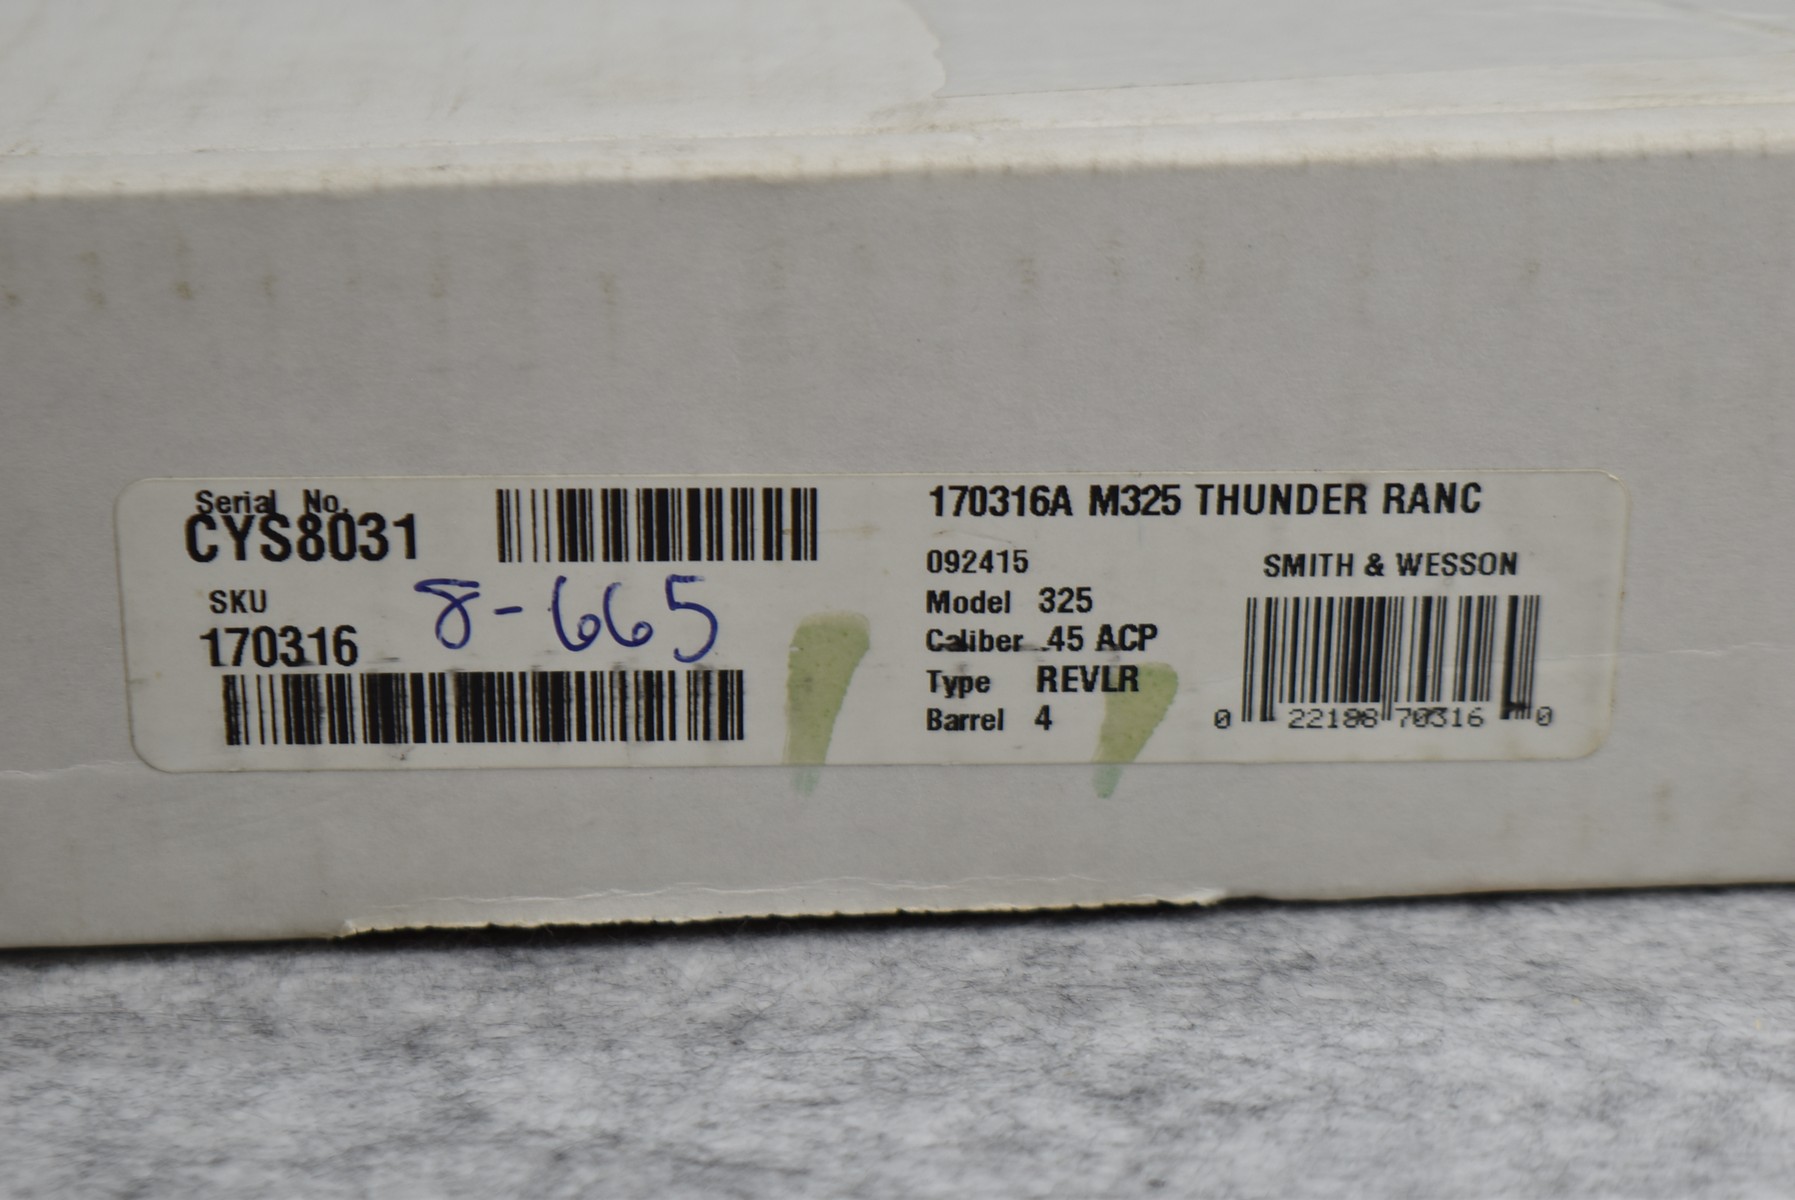 Serial No.
CYS8031
SKU
170316
8-665
170316A M325 THUNDER RANC
092415
SMITH & WESSON
Model 325
Caliber .45 ACP
Type REVLR
Barrel 4
0 22188 70316 0